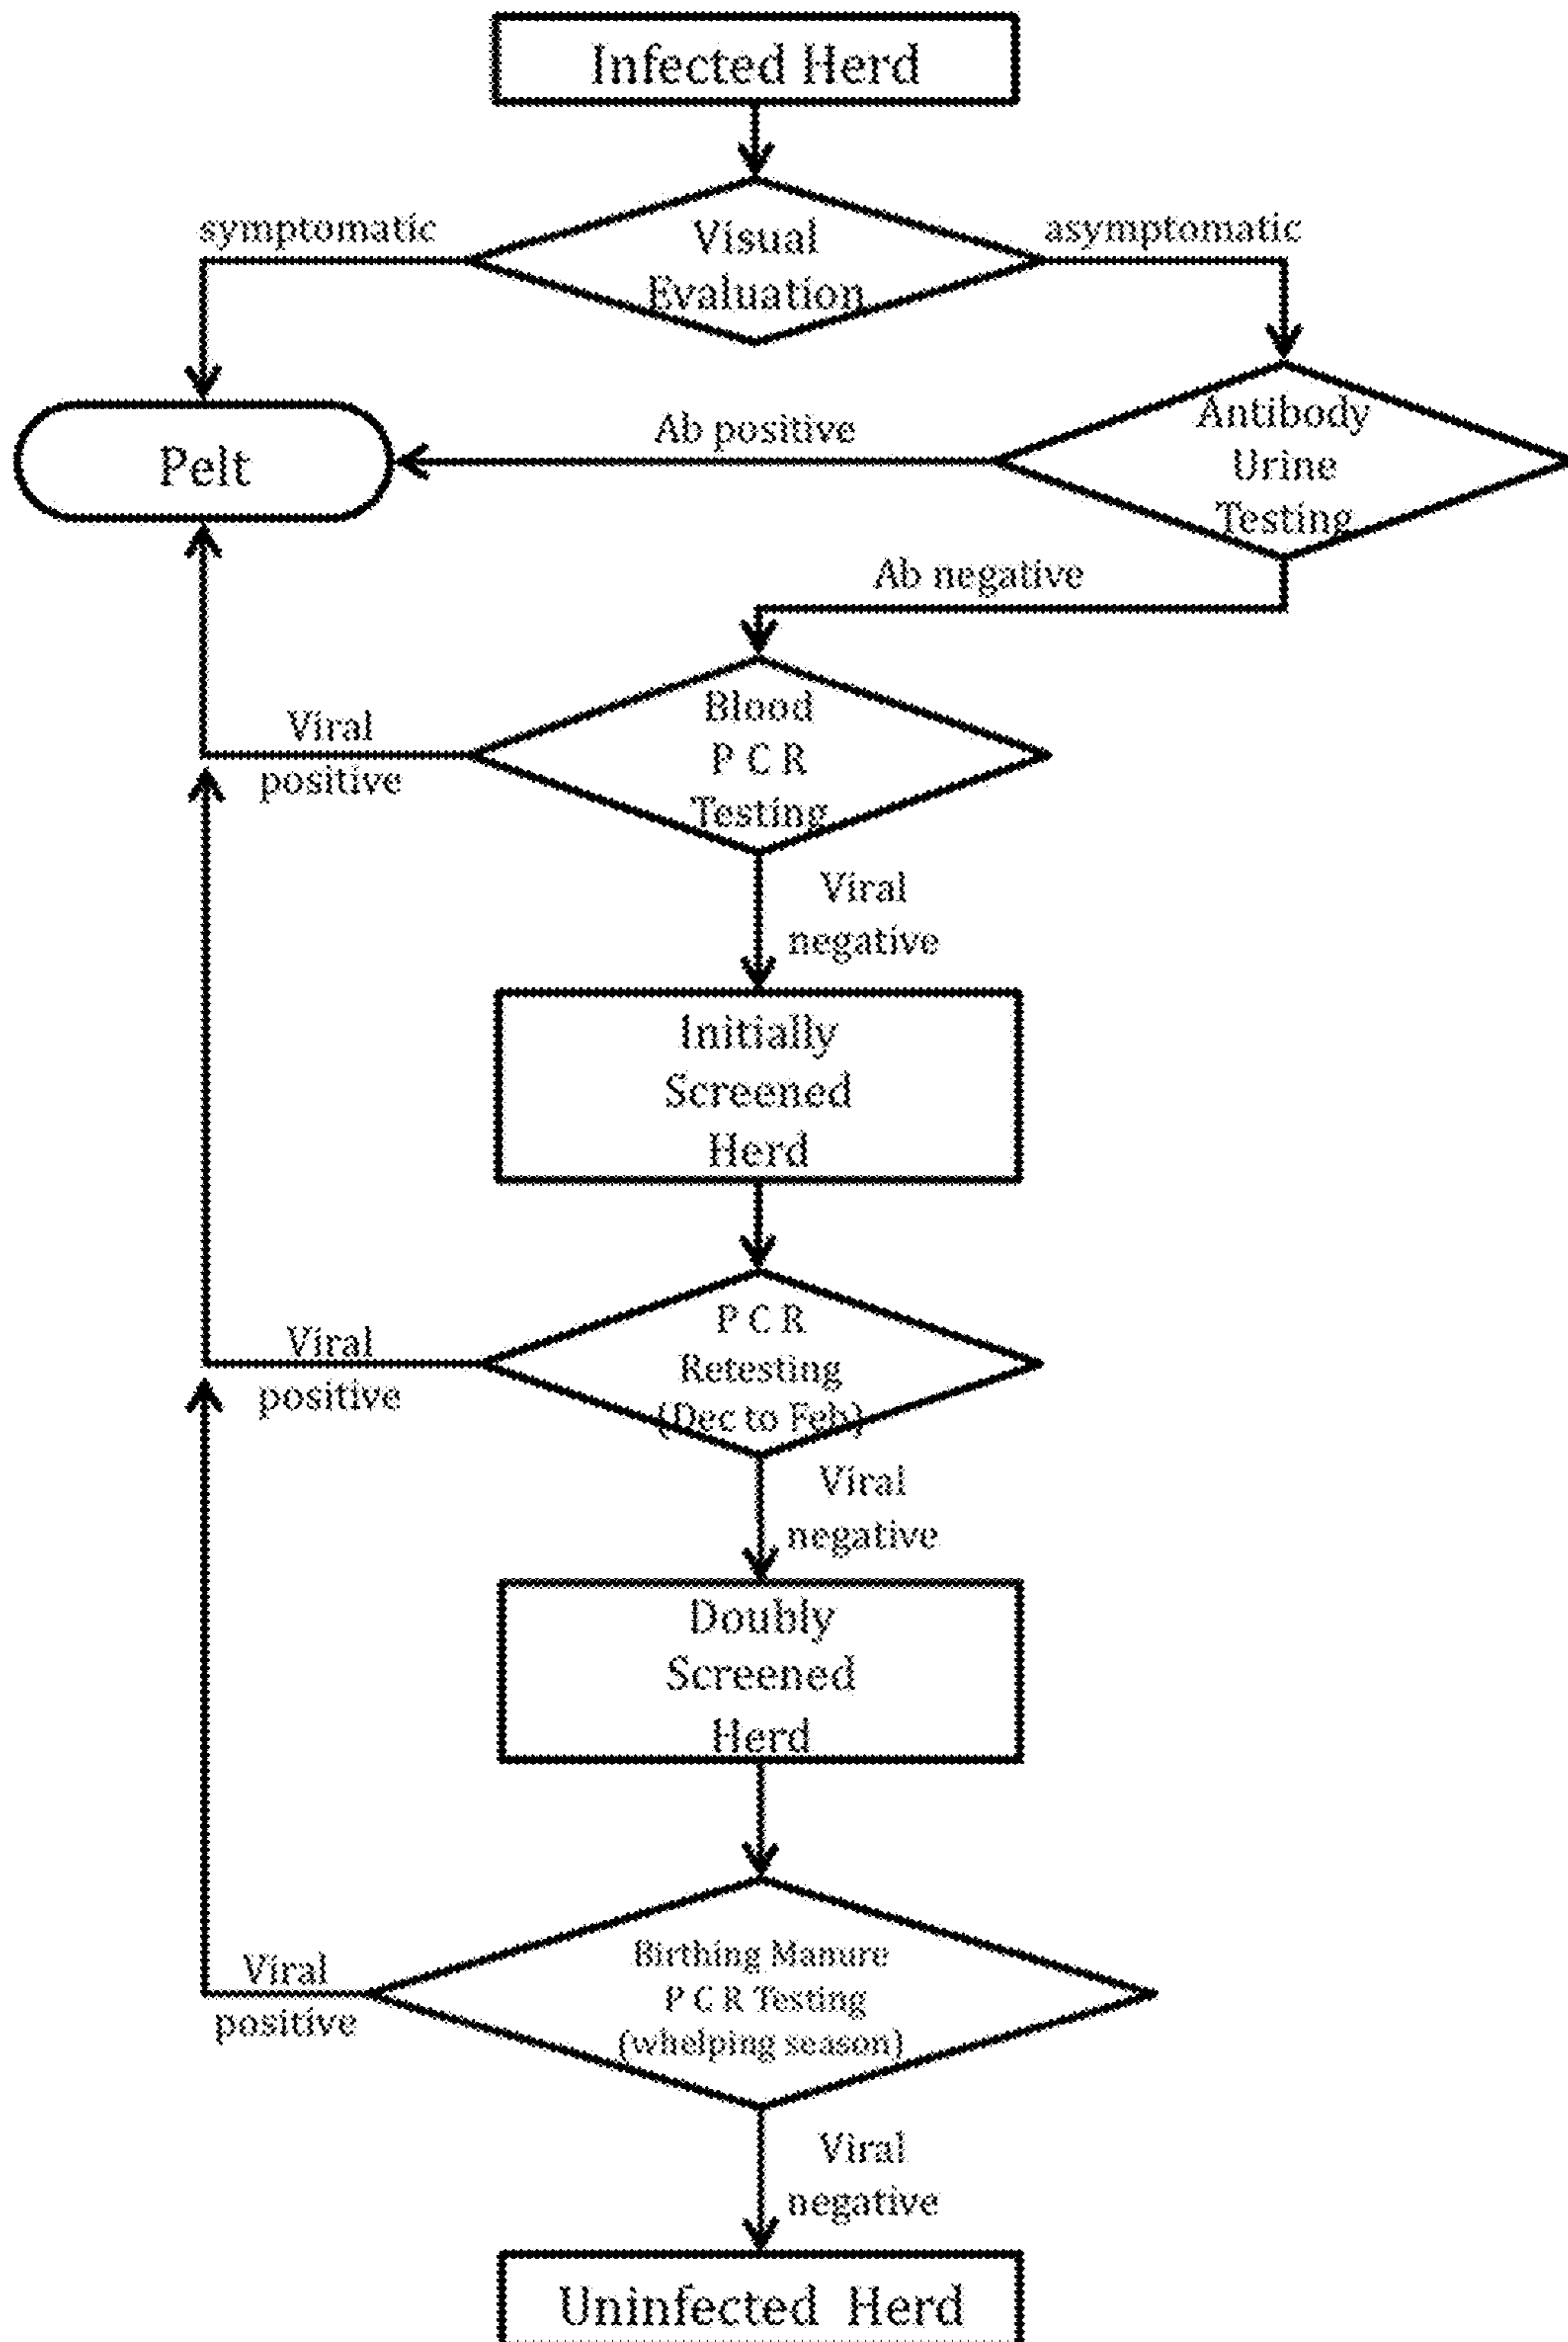 Infected Herd
symptomatic
Visual
Evaluation
asymptomatic
Pelt
Ab positive
Antibody
Urine
Testing
Ab negative
Viral
positive
Blood
P C R
Testing
Viral
negative
Initially
Screened
Herd
Viral
positive
P C R
Retesting
(Dec to Feb)
Viral
negative
Doubly
Screened
Herd
Viral
positive
Birthing Manure
P C R Testing
(whelping season)
Viral
negative
Uninfected Herd